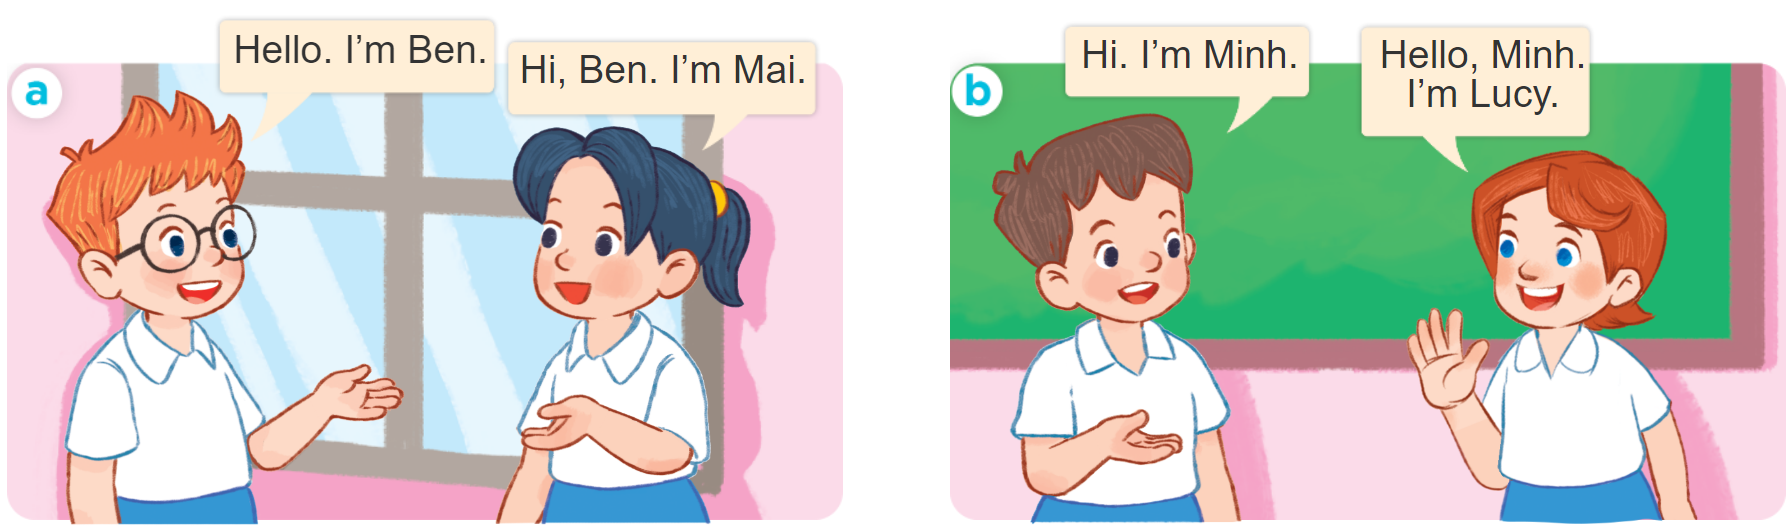 a
Hello. I’m Ben.
Hi, Ben. I’m Mai.
b
Hi. I’m Minh.
Hello, Minh.
I’m Lucy.